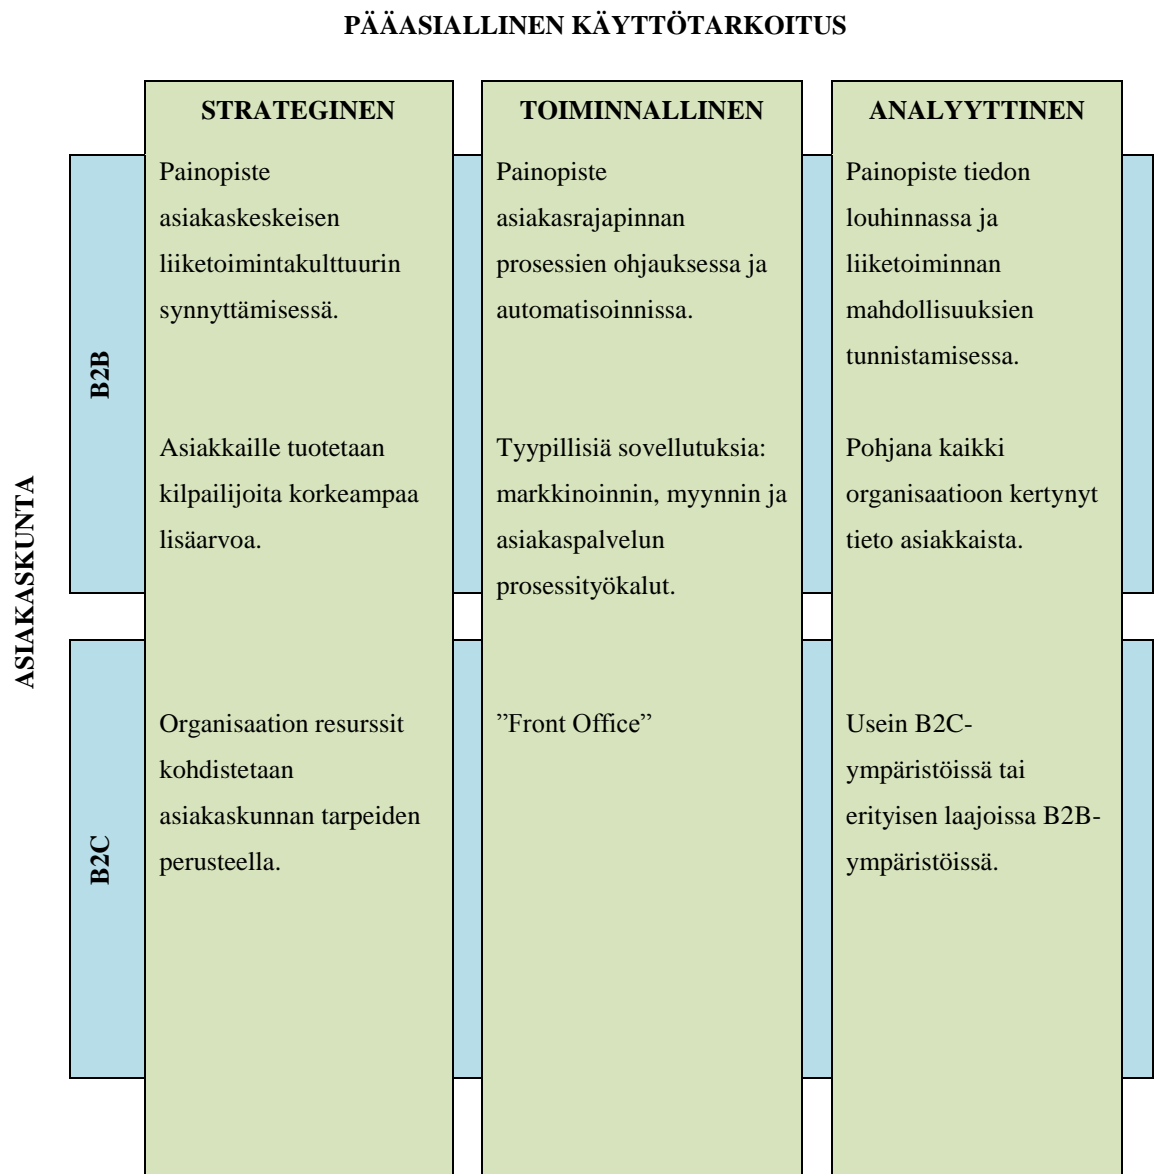 PÄÄASIALLINEN KÄYTTÖTARKOITUS
ASIAKASKUNTA
B2B
B2C
STRATEGINEN
Painopiste
asiakaskeskeisen
liiketoimintakulttuurin
synnyttämisessä.
Asiakkaille tuotetaan
kilpailijoita korkeampaa
lisäarvoa.
Organisaation resurssit
kohdistetaan
asiakaskunnan tarpeiden
perusteella.
TOIMINNALLINEN
Painopiste
asiakasrajapinnan
prosessien ohjauksessa ja
automatisoinnissa.
Tyypillisiä sovellutuksia:
markkinoinnin, myynnin ja
asiakaspalvelun
prosessityökalut.
”Front Office”
ANALYYTTINEN
Painopiste tiedon
louhinnassa ja
liiketoiminnan
mahdollisuuksien
tunnistamisessa.
Pohjana kaikki
organisaatioon kertynyt
tieto asiakkaista.
Usein B2C-
ympäristöissä tai
erityisen laajoissa B2B-
ympäristöissä.